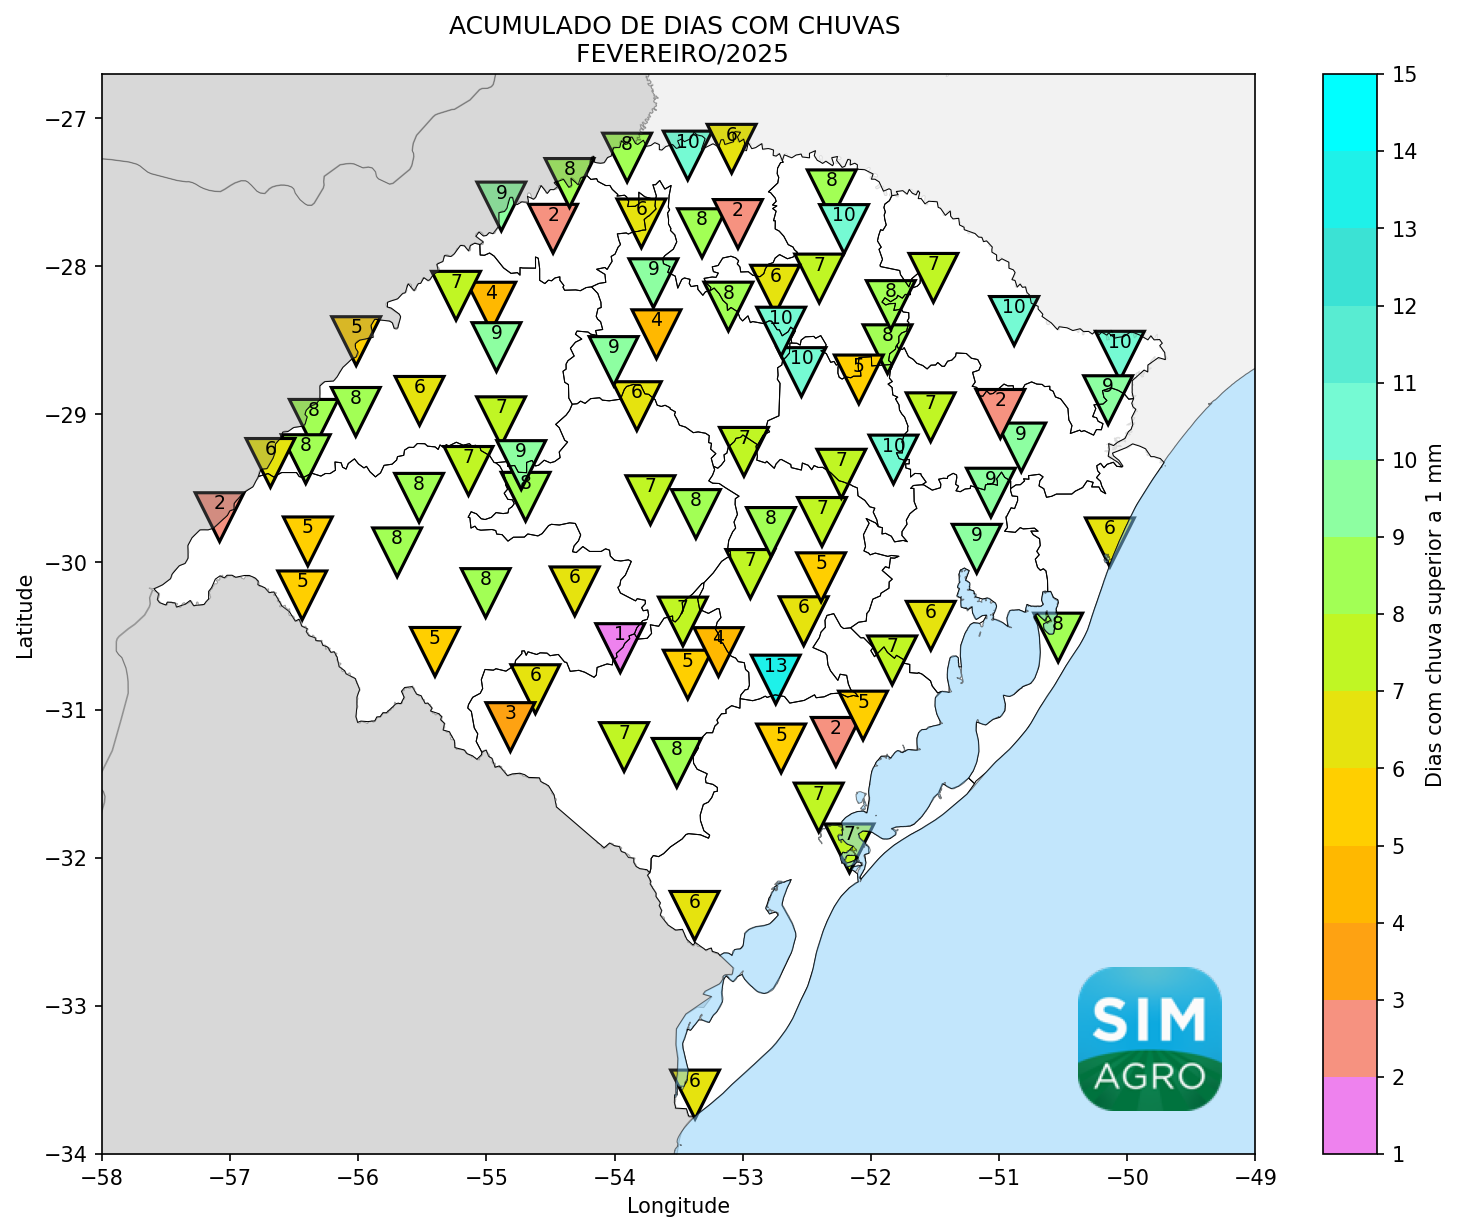 ACUMULADO DE DIAS COM CHUVAS
FEVEREIRO/2025
8 10 6
8 8
9 2 6 8 2 10
7 4 9 8 6 7 8 7
5 9 4 10 8 10
9 10 5 10
8 8 6 7 6 7 2 9
6 8 7 9 7 7 10 9
2 8 8 7 8 9
5 8 8 7 9 6
5 8 6 7 5
5 1 7 4 6 6 8
6 5 13 7
3 7 8 5 2 5
7
7
6
6
−27
−28
−29
−30
−31
−32
−33
−34
Latitude
−58 −57 −56 −55 −54 −53 −52 −51 −50 −49
Longitude
SIM
AGRO
15
14
13
12
11
10
9
8
7
6
5
4
3
2
1
Dias com chuva superior a 1 mm